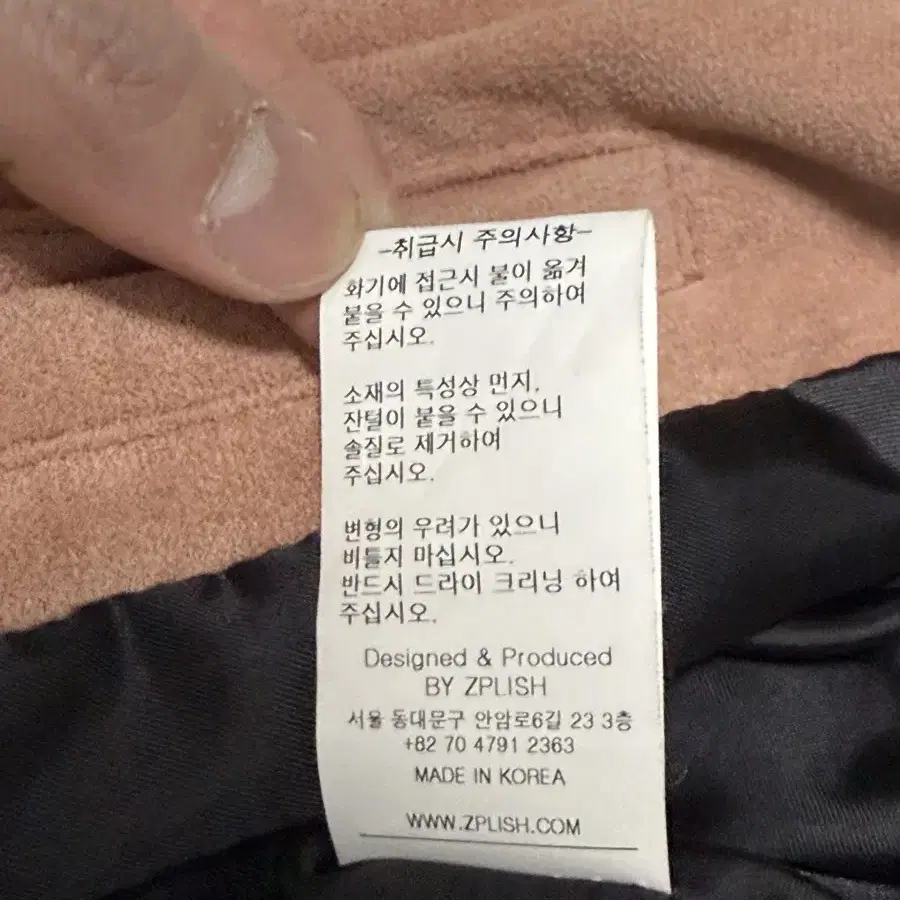 -취급시 주의사항-
화기에 접근시 불이 옮겨
붙을 수 있으니 주의하여
주십시오.
소재의 특성상 먼지,
잔털이 붙을 수 있으니
솔질로 제거하여
주십시오.
변형의 우려가 있으니
비틀지 마십시오.
반드시 드라이 크리닝 하여
주십시오.
Designed & Produced
BY ZPLISH
서울 동대문구 안암로6길 23 3층
+82 70 4791 2363
MADE IN KOREA
WWW.ZPLISH.COM